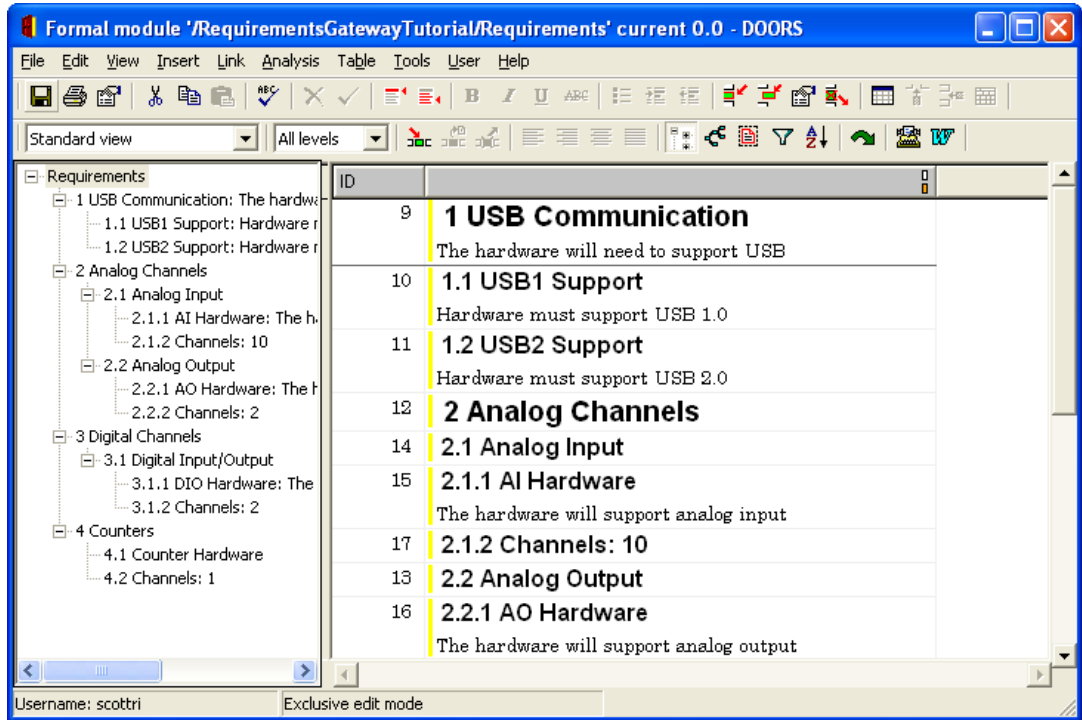 Formal module '/RequirementsGatewayTutorial/Requirements' current 0.0 - DOORS
File Edit View Insert Link Analysis Table Tools User Help
ABC B I U ABC
Standard view All levels W
Requirements
1 USB Communication: The hardwa
1.1 USB1 Support: Hardware r
1.2 USB2 Support: Hardware r
2 Analog Channels
2.1 Analog Input
2.1.1 AI Hardware: The h
2.1.2 Channels: 10
2.2 Analog Output
2.2.1 AO Hardware: The h
2.2.2 Channels: 2
3 Digital Channels
3.1 Digital Input/Output
3.1.1 DIO Hardware: The
3.1.2 Channels: 2
4 Counters
4.1 Counter Hardware
4.2 Channels: 1
ID
9 1 USB Communication
The hardware will need to support USB
10 1.1 USB1 Support
Hardware must support USB 1.0
11 1.2 USB2 Support
Hardware must support USB 2.0
12 2 Analog Channels
14 2.1 Analog Input
15 2.1.1 AI Hardware
The hardware will support analog input
17 2.1.2 Channels: 10
13 2.2 Analog Output
16 2.2.1 AO Hardware
The hardware will support analog output
Username: scottri Exclusive edit mode